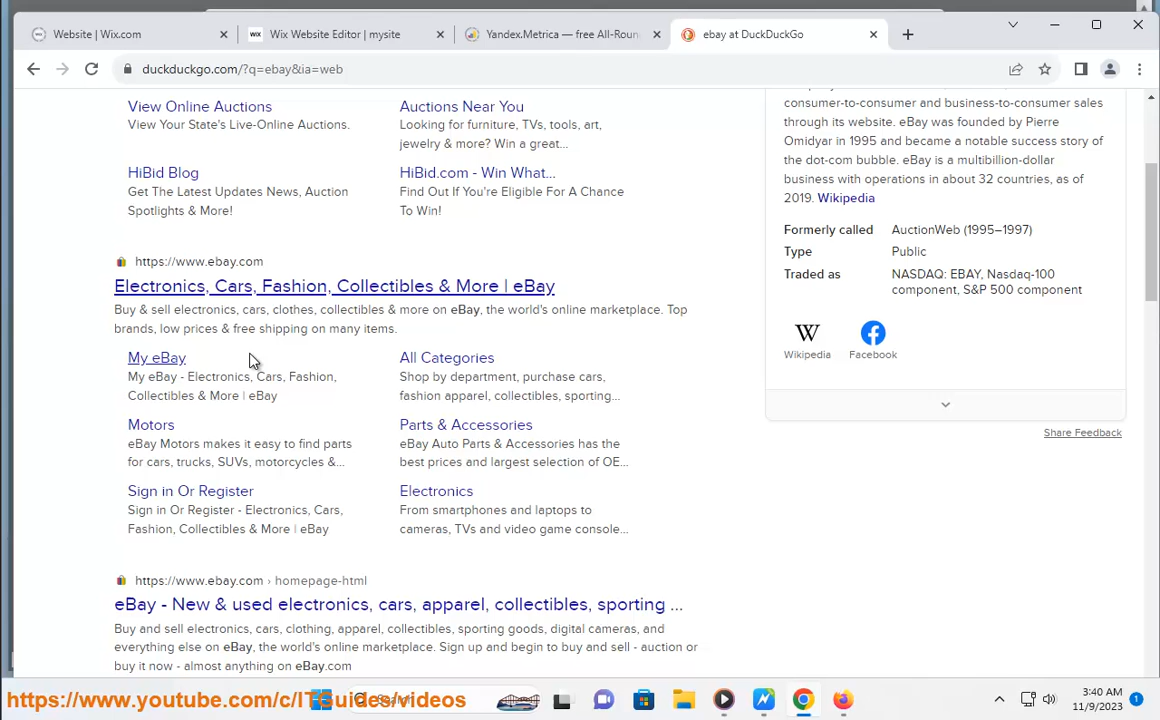 Website | Wix.com
WIX Wix Website Editor | mysite
Yandex.Metrica — free All-Roun
ebay at DuckDuckGo
duckduckgo.com/?q=ebay&ia=web
View Online Auctions
View Your State's Live-Online Auctions.
Auctions Near You
Looking for furniture, TVs, tools, art,
jewelry & more? Win a great...
HiBid Blog
Get The Latest Updates News, Auction
Spotlights & More!
HiBid.com - Win What...
Find Out If You're Eligible For A Chance
To Win!
https://www.ebay.com
Electronics, Cars, Fashion, Collectibles & More | eBay
Buy & sell electronics, cars, clothes, collectibles & more on eBay, the world's online marketplace. Top
brands, low prices & free shipping on many items.
My eBay
My eBay - Electronics, Cars, Fashion,
Collectibles & More | eBay
All Categories
Shop by department, purchase cars,
fashion apparel, collectibles, sporting...
Motors
eBay Motors makes it easy to find parts
for cars, trucks, SUVs, motorcycles &...
Parts & Accessories
eBay Auto Parts & Accessories has the
best prices and largest selection of OE...
Sign in Or Register
Sign in Or Register - Electronics, Cars,
Fashion, Collectibles & More | eBay
Electronics
From smartphones and laptops to
cameras, TVs and video game console...
https://www.ebay.com › homepage-html
eBay - New & used electronics, cars, apparel, collectibles, sporting ...
Buy and sell electronics, cars, clothing, apparel, collectibles, sporting goods, digital cameras, and
everything else on eBay, the world's online marketplace. Sign up and begin to buy and sell - auction or
buy it now - almost anything on eBay.com
consumer-to-consumer and business-to-consumer sales
through its website. eBay was founded by Pierre
Omidyar in 1995 and became a notable success story of
the dot-com bubble. eBay is a multibillion-dollar
business with operations in about 32 countries, as of
2019. Wikipedia
Formerly called AuctionWeb (1995–1997)
Type Public
Traded as NASDAQ: EBAY, Nasdaq-100
component, S&P 500 component
W
Wikipedia
Facebook
Share Feedback
https://www.youtube.com/c/ITGuides/videos
Search
3:40 AM
11/9/2023
1